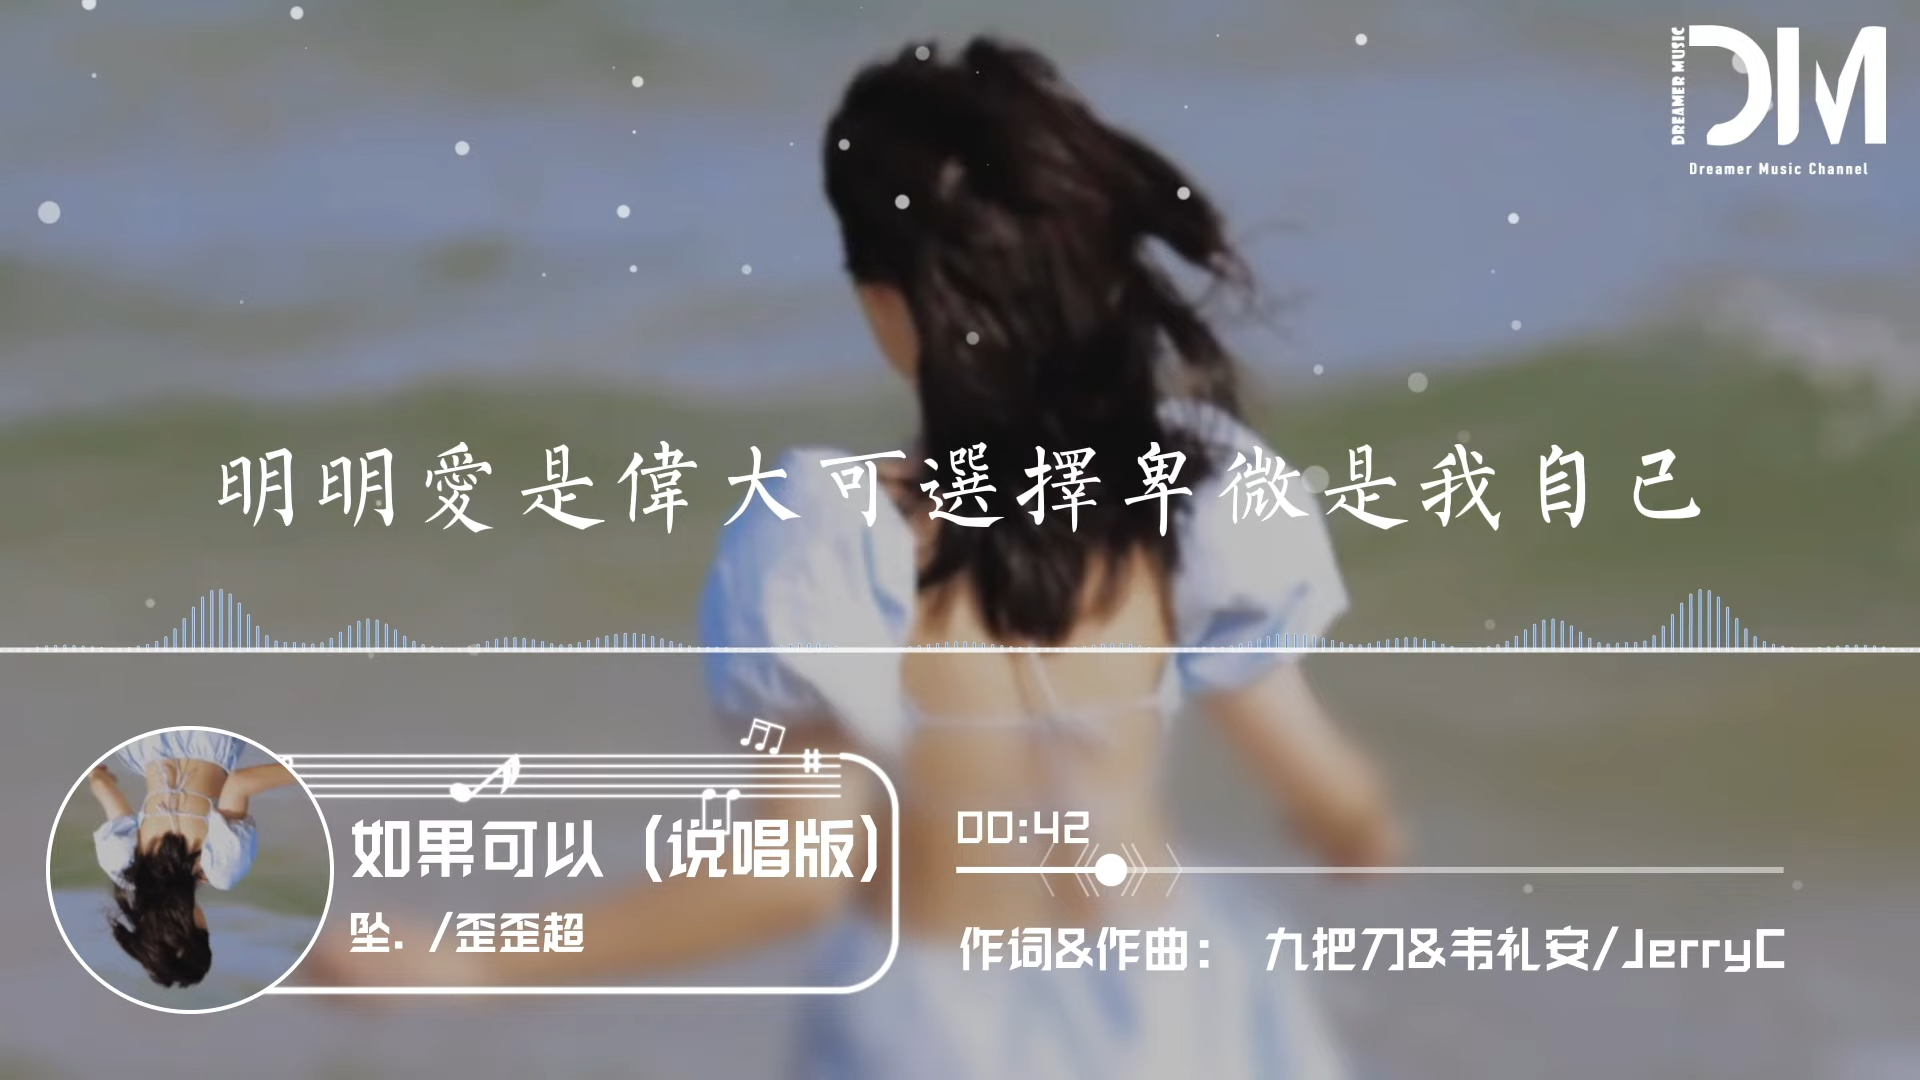 DREAMER MUSIC
DM
Dreamer Music Channel
明明愛是偉大可選擇卑微是我自己
如果可以（说唱版）
坠. /歪歪超
00:42
作词&作曲： 九把刀&韦礼安/JerryC